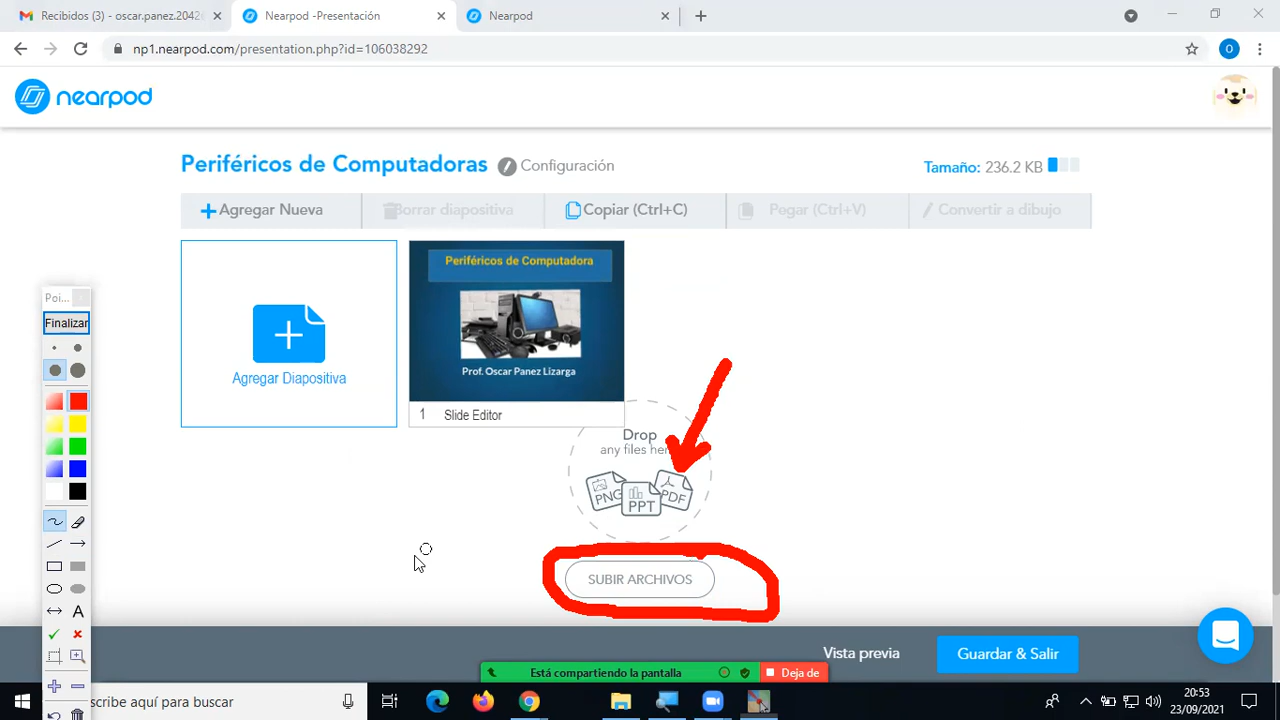 Recibidos (3) - oscar.panez.2042
Nearpod -Presentación
Nearpod
np1.nearpod.com/presentation.php?id=106038292
O
nearpod
Periféricos de Computadoras
Configuración
Tamaño: 236.2 KB
Agregar Nueva
Borrar diapositiva
Copiar (Ctrl+C)
Pegar (Ctrl+V)
Convertir a dibujo
Agregar Diapositiva
Periféricos de Computadora
Prof. Oscar Panez Lizarga
1 Slide Editor
Poi...
Finalizar
A
Drop
any files here
PNG
PPT
PDF
SUBIR ARCHIVOS
Vista previa
Guardar & Salir
Está compartiendo la pantalla
Deja de
scribe aquí para buscar
20:53
23/09/2021